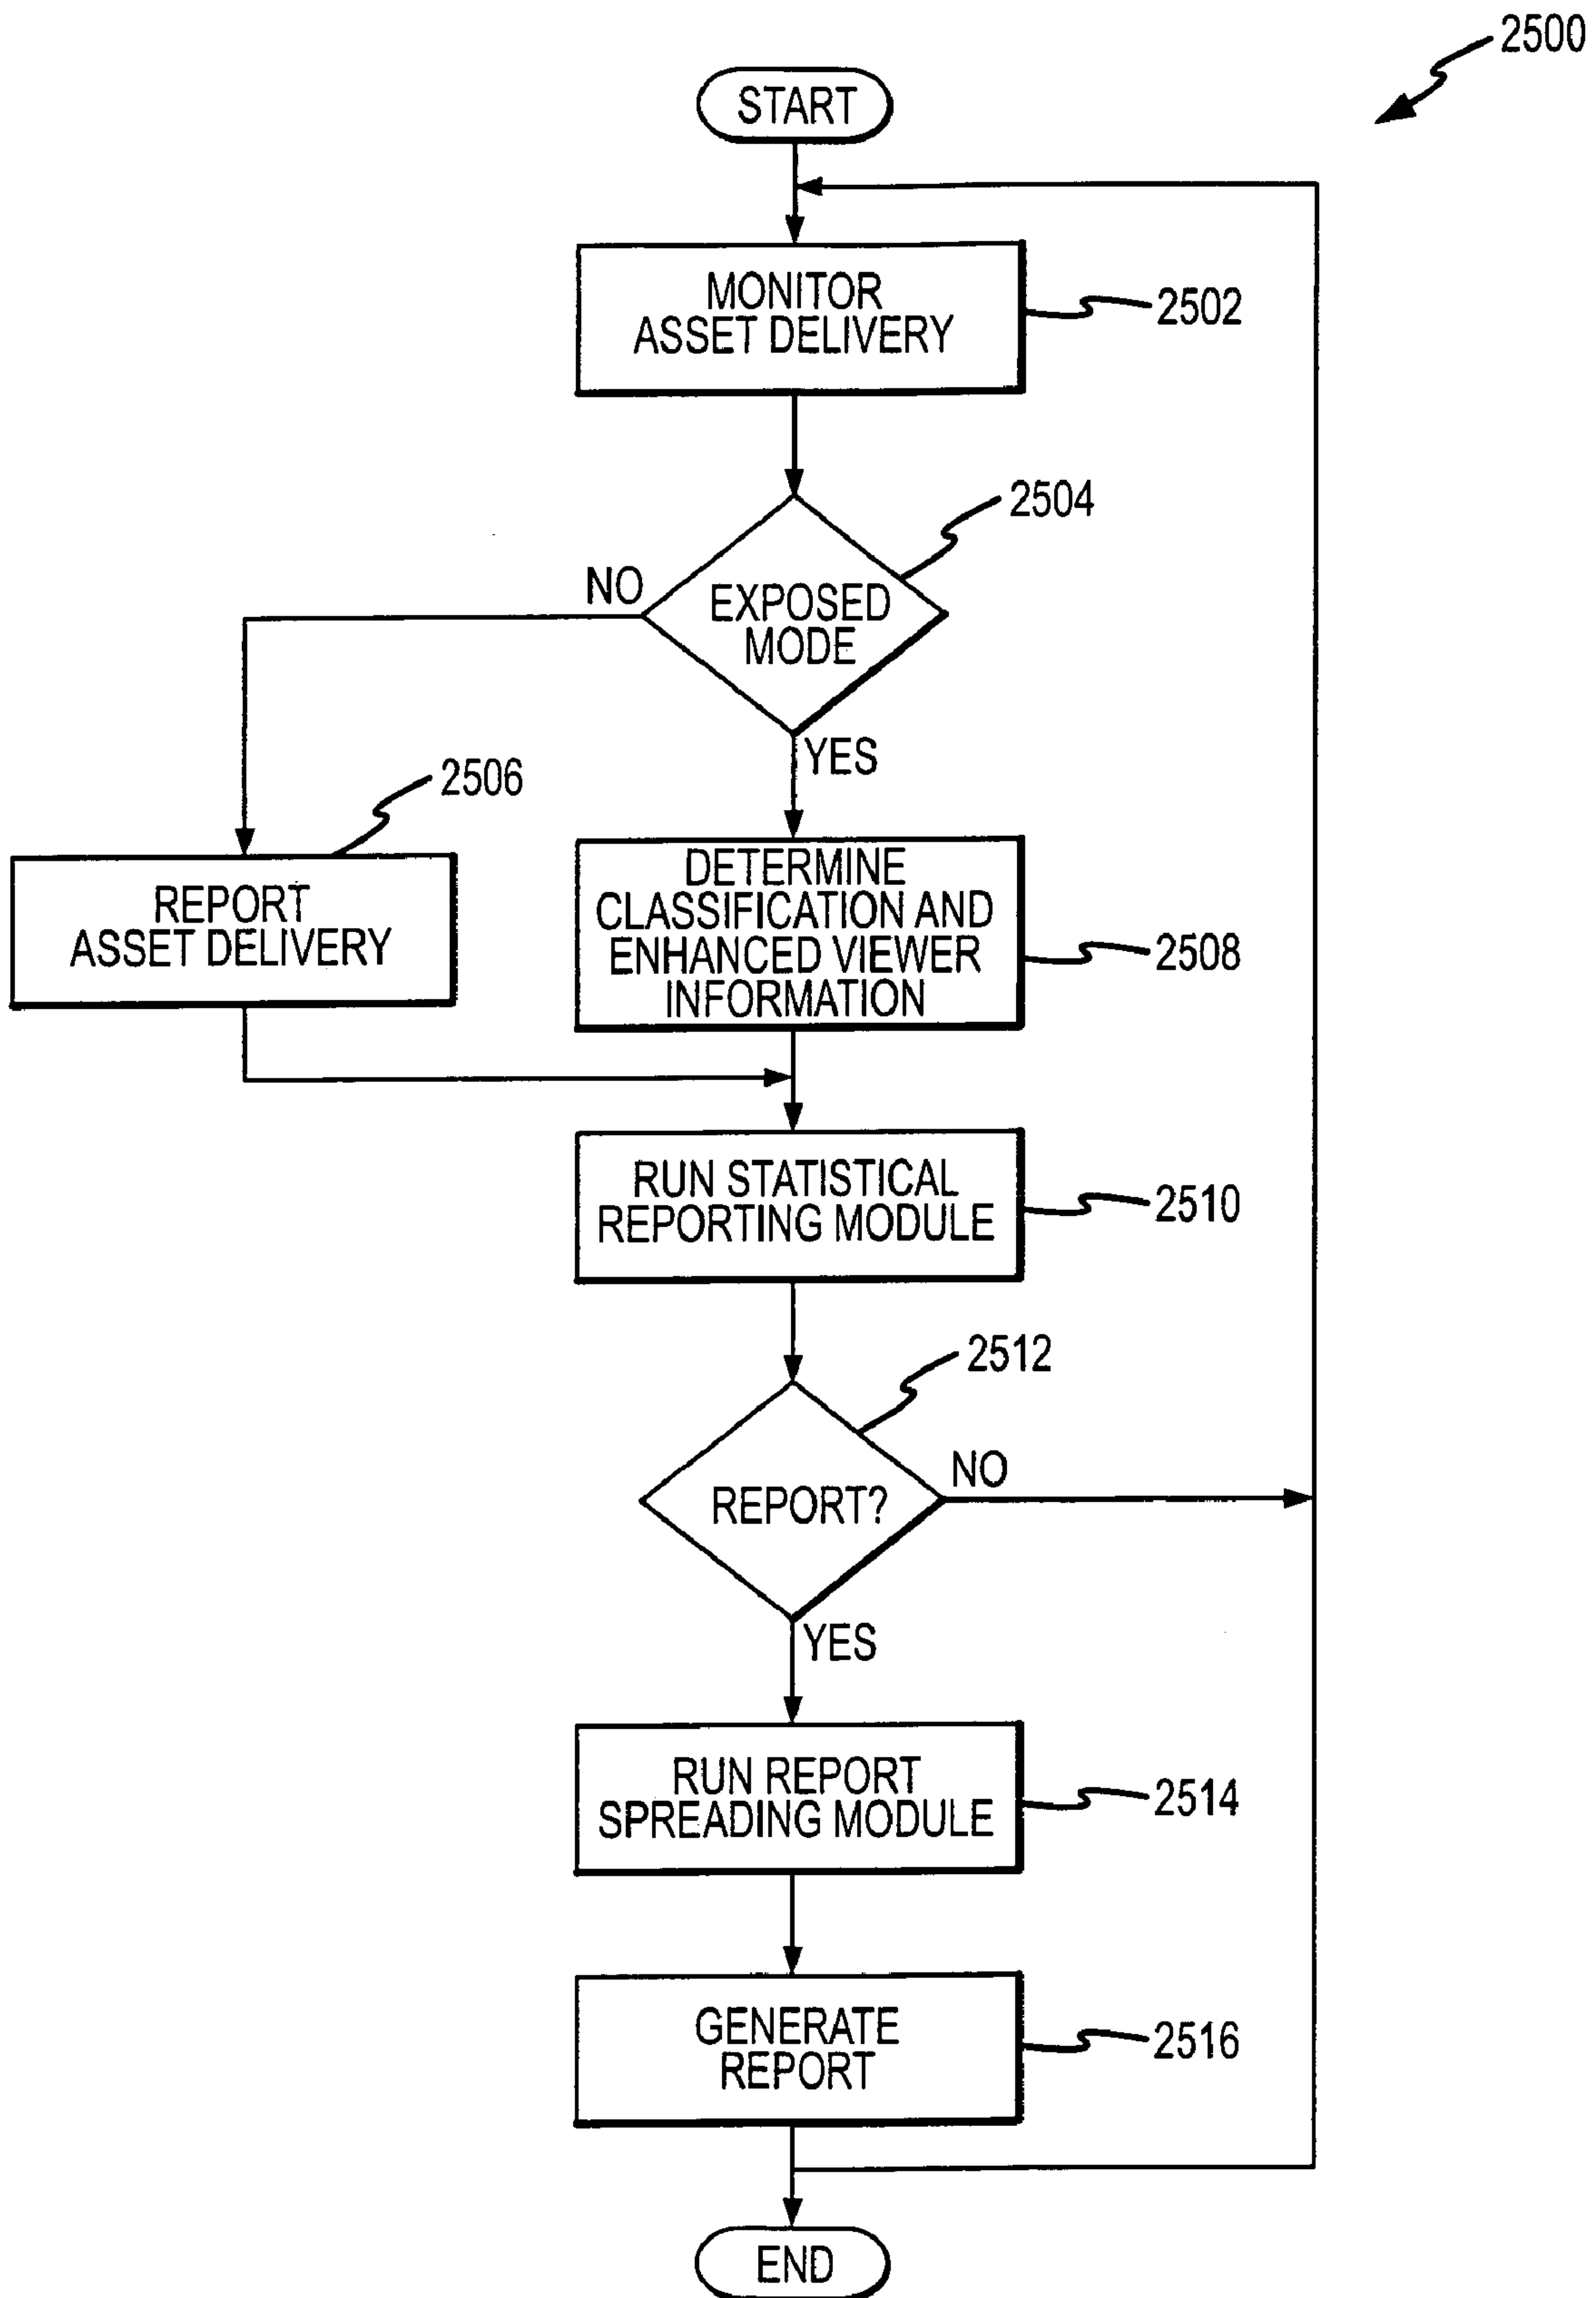 2500
START
MONITOR
ASSET DELIVERY
2502
2504
NO
EXPOSED
MODE
YES
2506
REPORT
ASSET DELIVERY
DETERMINE
CLASSIFICATION AND
ENHANCED VIEWER
INFORMATION
2508
RUN STATISTICAL
REPORTING MODULE
2510
2512
REPORT?
NO
YES
RUN REPORT
SPREADING MODULE
2514
GENERATE
REPORT
2516
END